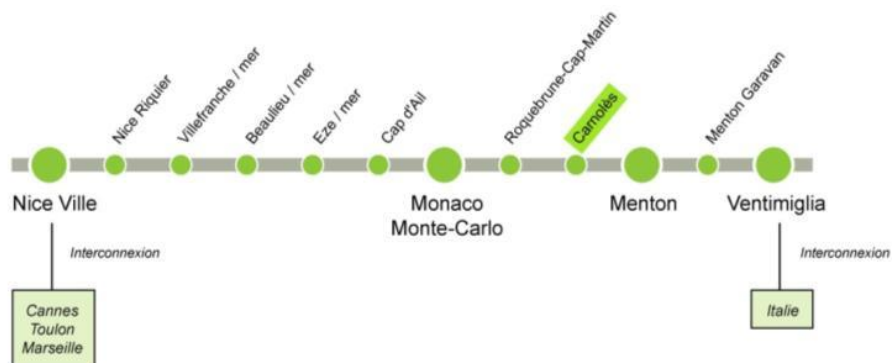 Nice Riquier
Villefranche / mer
Beaulieu / mer
Eze / mer
Cap d'Ail
Roquebrune-Cap-Martin
Carnolès
Menton Garavan
Nice Ville
Monaco
Monte-Carlo
Menton
Ventimiglia
Interconnexion
Interconnexion
Cannes
Toulon
Marseille
Italie